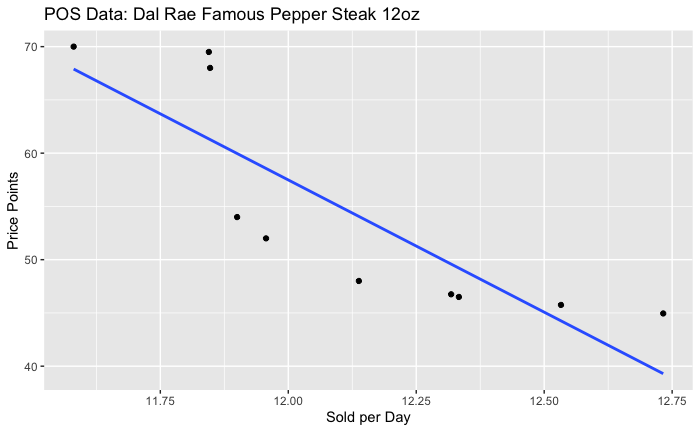 POS Data: Dal Rae Famous Pepper Steak 12oz
70
60
50
40
Price Points
11.75 12.00 12.25 12.50 12.75
Sold per Day